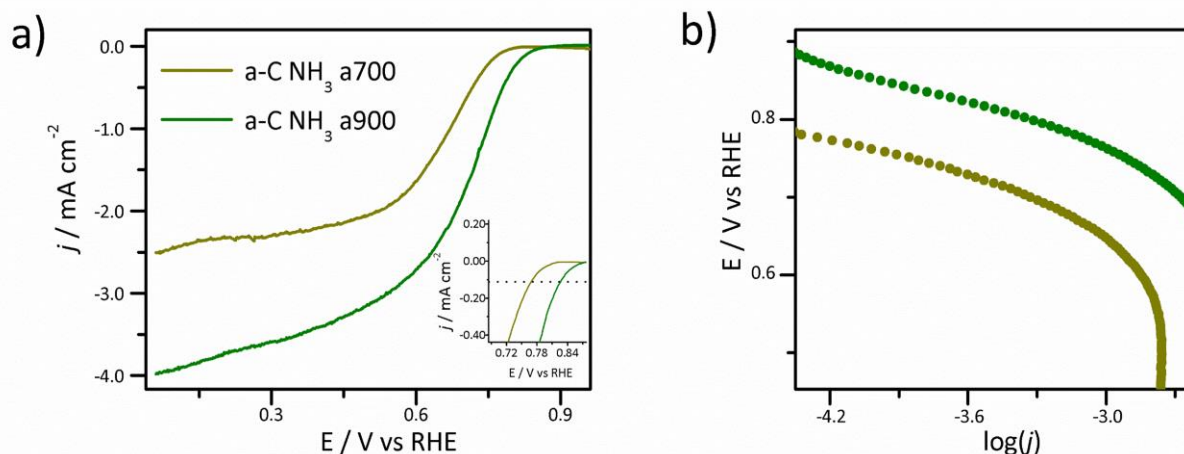 a)
0.0
-1.0
-2.0
-3.0
-4.0
j / mA cm⁻²
a-C NH₃ a700
a-C NH₃ a900
0.3
0.6
0.9
E / V vs RHE
0.20
0.00
-0.20
-0.40
j / mA cm⁻²
0.72
0.78
0.84
E / V vs RHE
b)
0.8
0.6
E / V vs RHE
-4.2
-3.6
-3.0
log(j)